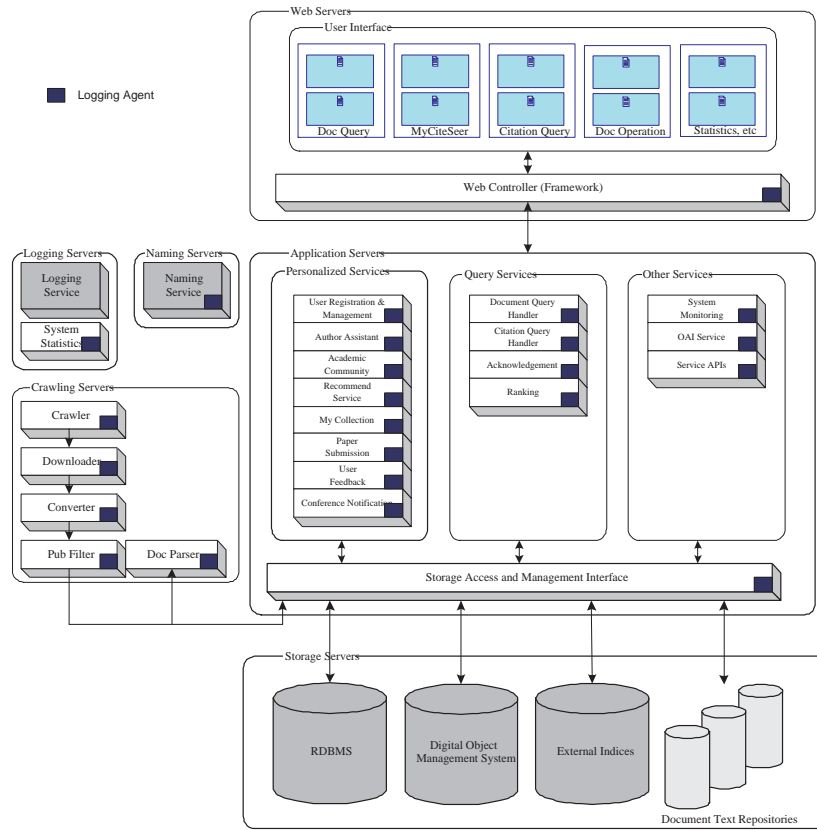 Web Servers
User Interface
Doc Query
MyCiteSeer
Citation Query
Doc Operation
Statistics, etc
Logging Agent
Web Controller (Framework)
Logging Servers
Logging
Service
System
Statistics
Naming Servers
Naming
Service
Application Servers
Personalized Services
User Registration &
Management
Author Assistant
Academic
Community
Recommend
Service
My Collection
Paper
Submission
User
Feedback
Conference Notification
Query Services
Document Query
Handler
Citation Query
Handler
Acknowledgement
Ranking
Other Services
System
Monitoring
OAI Service
Service APIs
Crawling Servers
Crawler
Downloader
Converter
Pub Filter
Doc Parser
Storage Access and Management Interface
Storage Servers
RDBMS
Digital Object
Management System
External Indices
Document Text Repositories